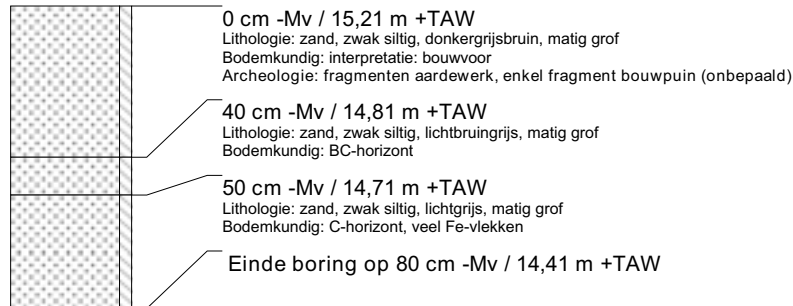 0 cm -Mv / 15,21 m +TAW
Lithologie: zand, zwak siltig, donkergrijsbruin, matig grof
Bodemkundig: interpretatie: bouwvoor
Archeologie: fragmenten aardewerk, enkel fragment bouwpuin (onbepaald)
40 cm -Mv / 14,81 m +TAW
Lithologie: zand, zwak siltig, lichtbruingrijs, matig grof
Bodemkundig: BC-horizont
50 cm -Mv / 14,71 m +TAW
Lithologie: zand, zwak siltig, lichtgrijs, matig grof
Bodemkundig: C-horizont, veel Fe-vlekken
Einde boring op 80 cm -Mv / 14,41 m +TAW